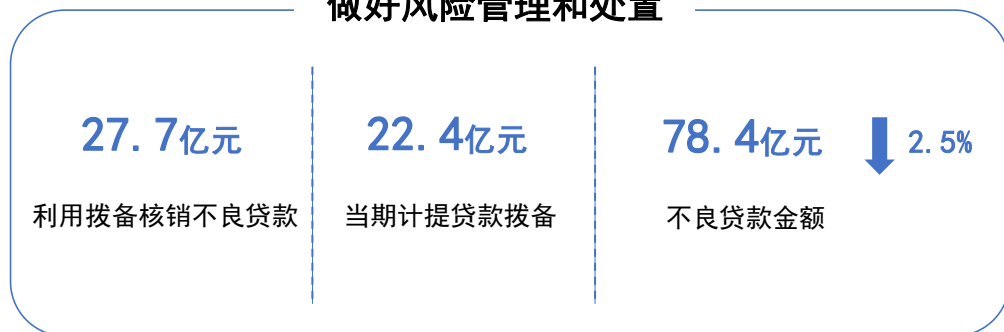 做好风险管理和处置
27.7亿元
22.4亿元
78.4亿元
2.5%
利用拨备核销不良贷款
当期计提贷款拨备
不良贷款金额